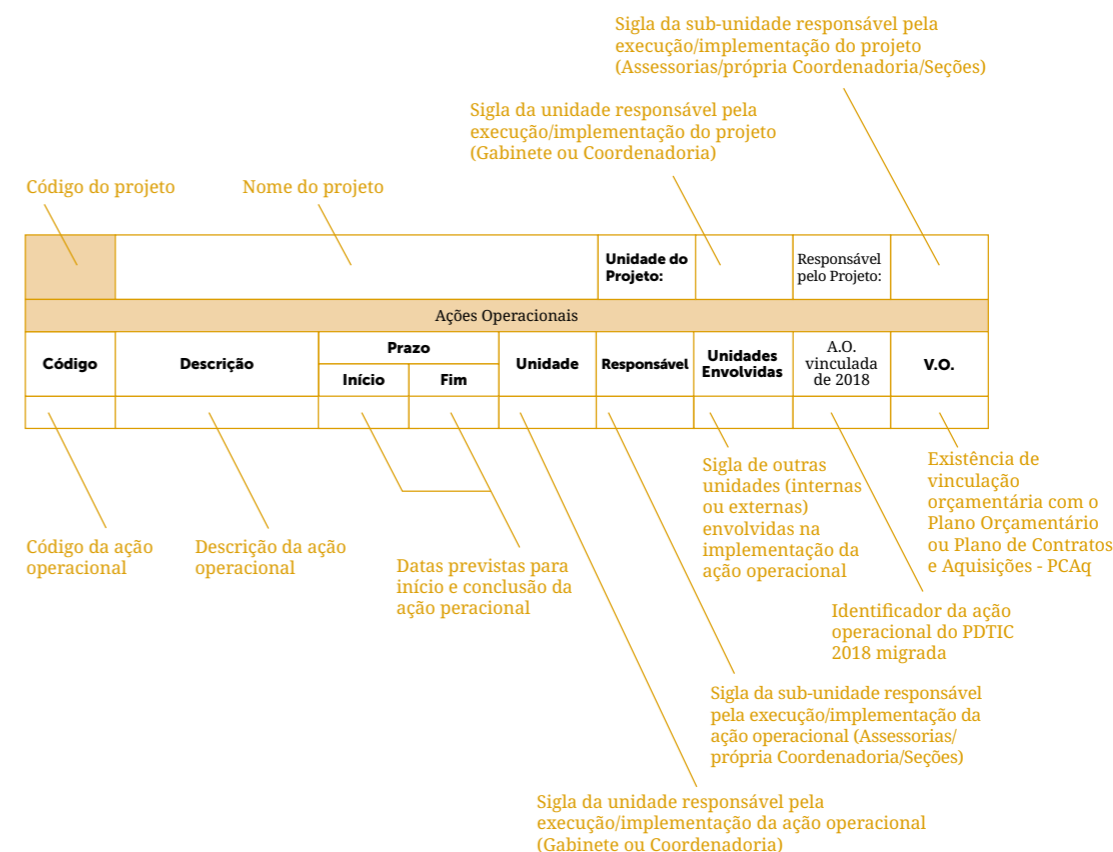 Sigla da sub-unidade responsável pela
execução/implementação do projeto
(Assessorias/própria Coordenadoria/Seções)
Sigla da unidade responsável pela
execução/implementação do projeto
(Gabinete ou Coordenadoria)
Código do projeto
Nome do projeto
Unidade do
Projeto:
Responsável
pelo Projeto:
Ações Operacionais
Código
Descrição
Prazo
Início
Fim
Unidade
Responsável
Unidades
Envolvidas
A.O.
vinculada
de 2018
V.O.
Código da ação
operacional
Descrição da ação
operacional
Datas previstas para
início e conclusão da
ação peracional
Sigla de outras
unidades (internas
ou externas)
envolvidas na
implementação da
ação operacional
Existência de
vinculação
orçamentária com o
Plano Orçamentário
ou Plano de Contratos
e Aquisições - PCAq
Identificador da ação
operacional do PDTIC
2018 migrada
Sigla da sub-unidade responsável
pela execução/implementação da
ação operacional (Assessorias/
própria Coordenadoria/Seções)
Sigla da unidade responsável pela
execução/implementação da ação operacional
(Gabinete ou Coordenadoria)